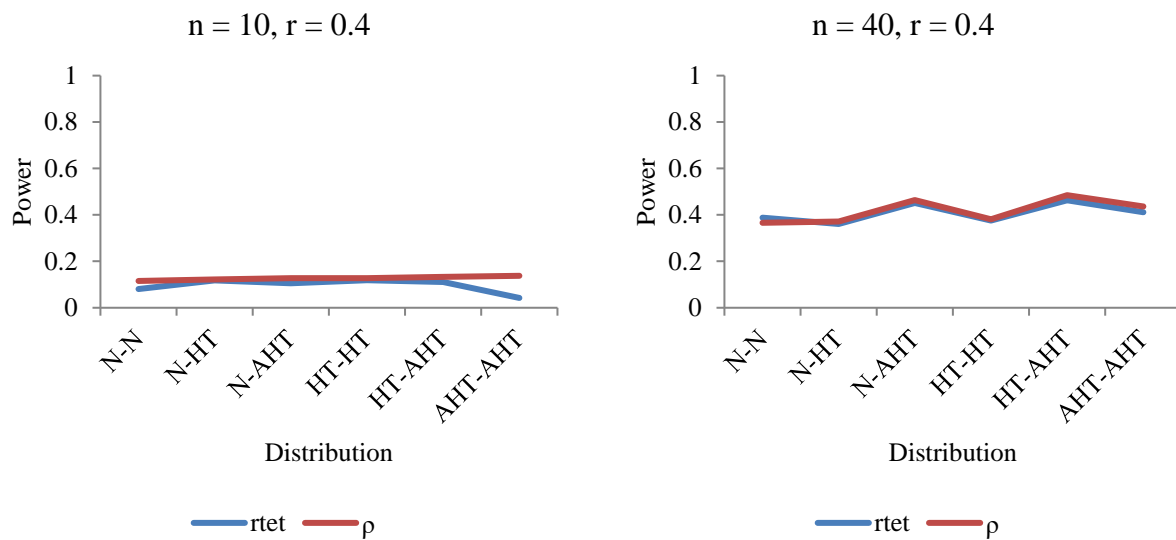 n = 10, r = 0.4
1
0.8
0.6
0.4
0.2
0
Power
N-N
N-HT
N-AHT
HT-HT
HT-AHT
AHT-AHT
Distribution
rtet ρ
n = 40, r = 0.4
1
0.8
0.6
0.4
0.2
0
Power
N-N
N-HT
N-AHT
HT-HT
HT-AHT
AHT-AHT
Distribution
rtet ρ